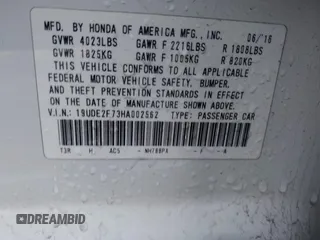 MFD. BY HONDA OF AMERICA MFG., INC. 06/16
GVWR 4023LBS GAWR F 2216LBS R 1808LBS
GVWR 1825KG GAWR F 1005KG R 820KG
THIS VEHICLE CONFORMS TO ALL APPLICABLE
FEDERAL MOTOR VEHICLE SAFETY, BUMPER,
AND THEFT PREVENTION STANDARDS IN EFFECT
ON THE DATE OF MANUFACTURE SHOWN ABOVE.
V.I.N.: 19UDE2F73HA002562 TYPE: PASSENGER CAR
NH788PX
DREAMBID